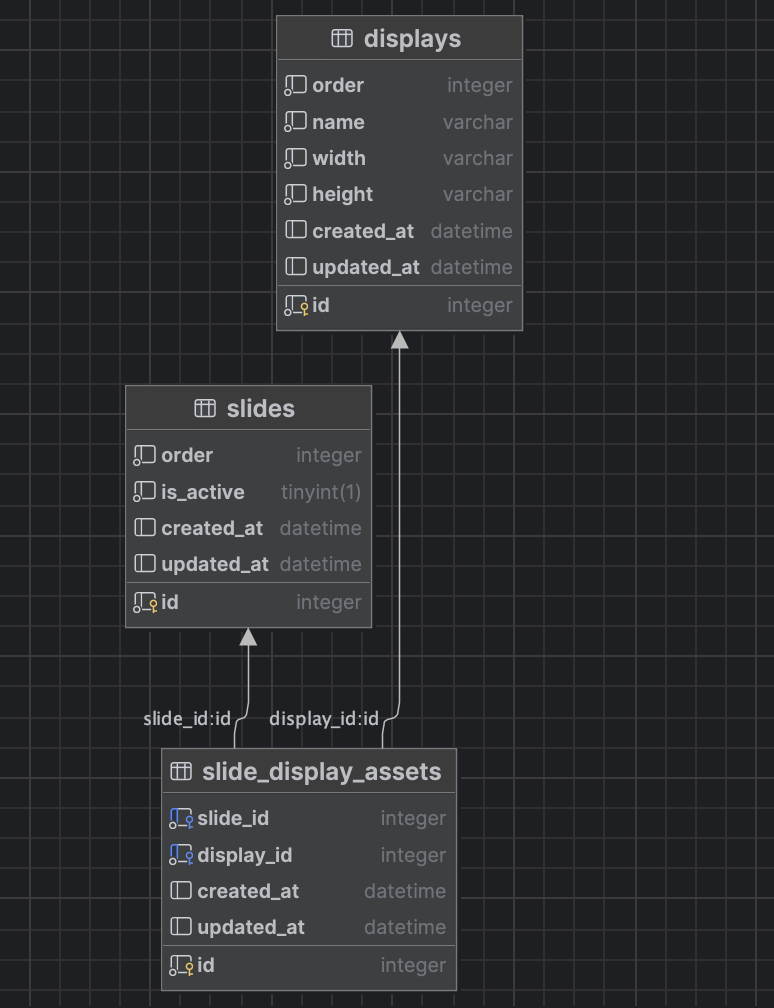 displays
order integer
name varchar
width varchar
height varchar
created_at datetime
updated_at datetime
id integer
slides
order integer
is_active tinyint(1)
created_at datetime
updated_at datetime
id integer
slide_id:id display_id:id
slide_display_assets
slide_id integer
display_id integer
created_at datetime
updated_at datetime
id integer